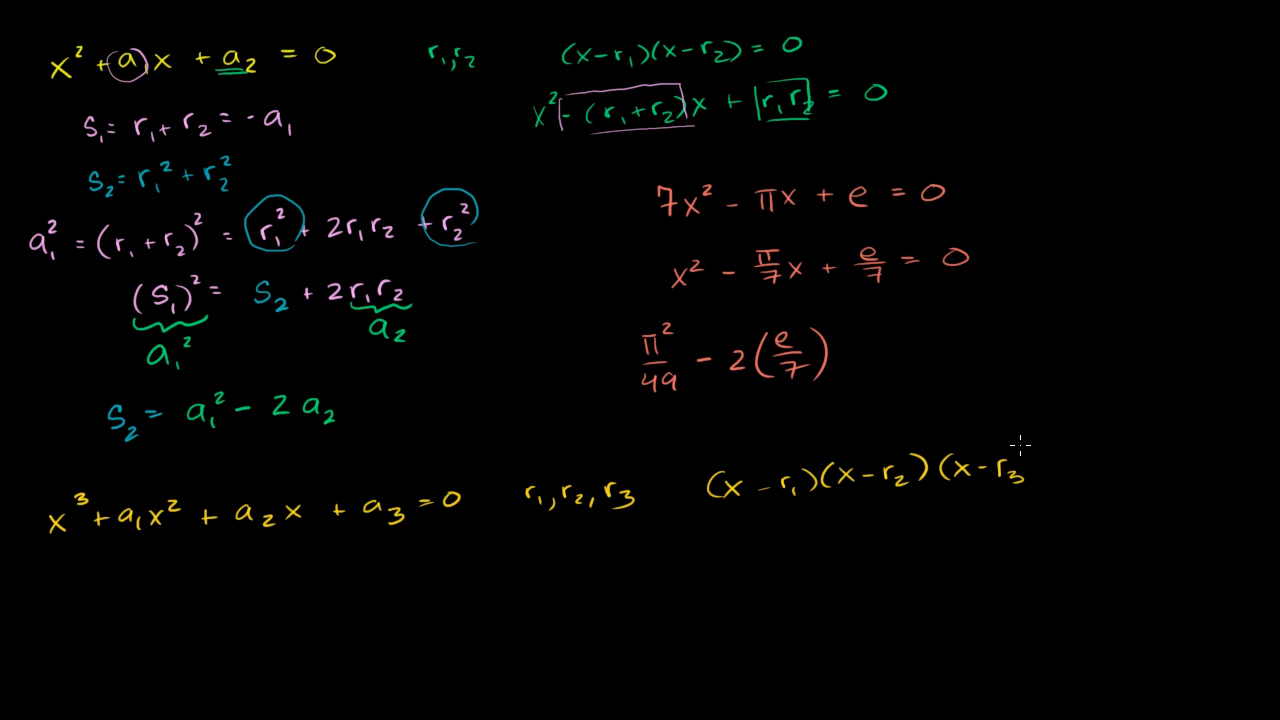 x² + a₁x + a₂ = 0
r₁, r₂
(x-r₁)(x-r₂) = 0
x² - (r₁+r₂)x + r₁r₂ = 0
S₁ = r₁ + r₂ = -a₁
S₂ = r₁² + r₂²
a₁² = (r₁ + r₂)² = r₁² + 2r₁r₂ + r₂²
(S₁)² = S₂ + 2r₁r₂
a₁²
a₂
S₂ = a₁² - 2a₂
7x² - πx + e = 0
x² - π/7 x + e/7 = 0
π²/49 - 2(e/7)
x³ + a₁x² + a₂x + a₃ = 0
r₁, r₂, r₃
(x - r₁)(x - r₂)(x - r₃